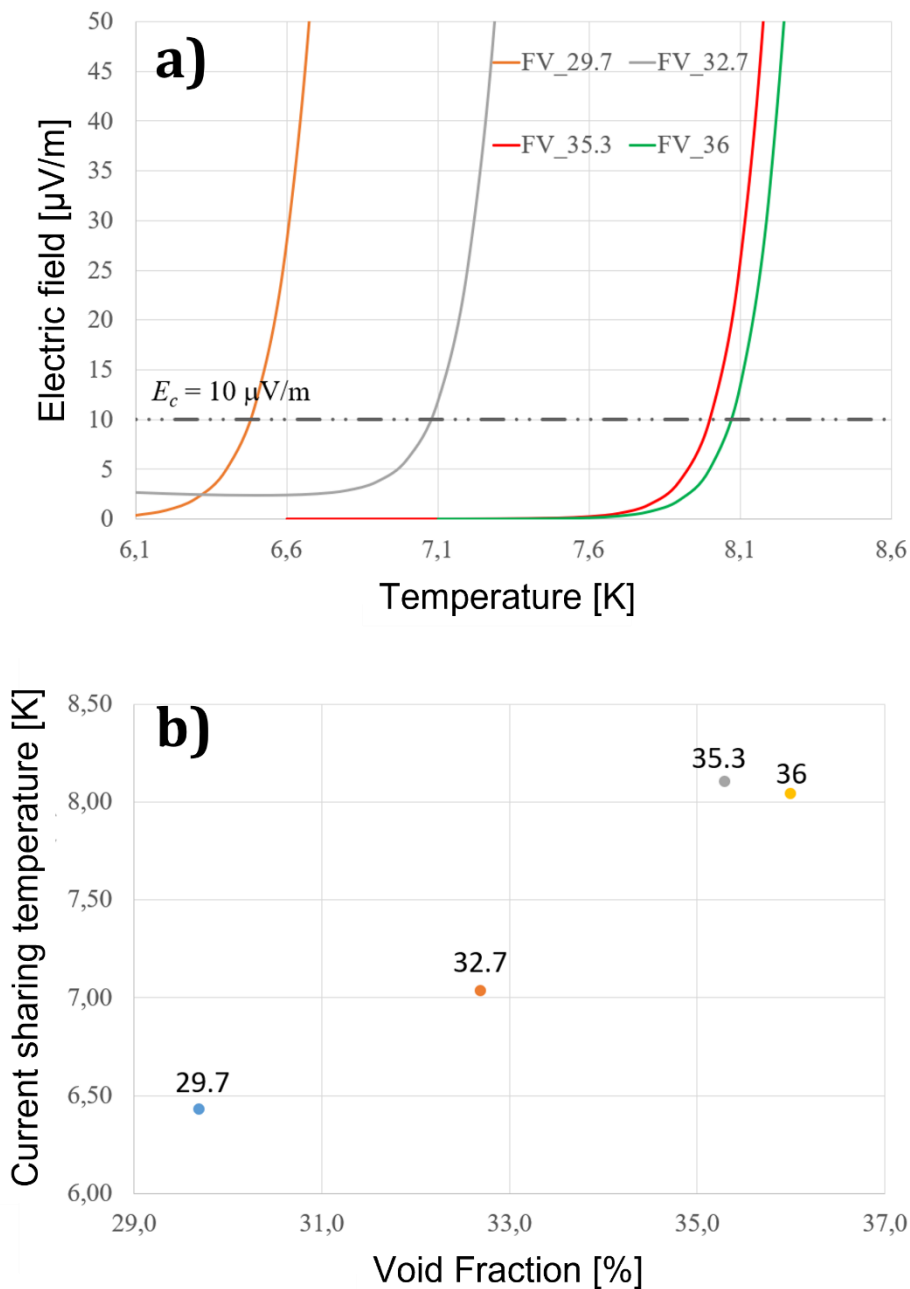 a)
Electric field [µV/m]
50
45
40
35
30
25
20
15
10
5
0
FV_29.7 FV_32.7
FV_35.3 FV_36
E_c = 10 µV/m
6,1 6,6 7,1 7,6 8,1 8,6
Temperature [K]
b)
Current sharing temperature [K]
8,50
8,00
7,50
7,00
6,50
6,00
35.3
36
32.7
29.7
29,0 31,0 33,0 35,0 37,0
Void Fraction [%]